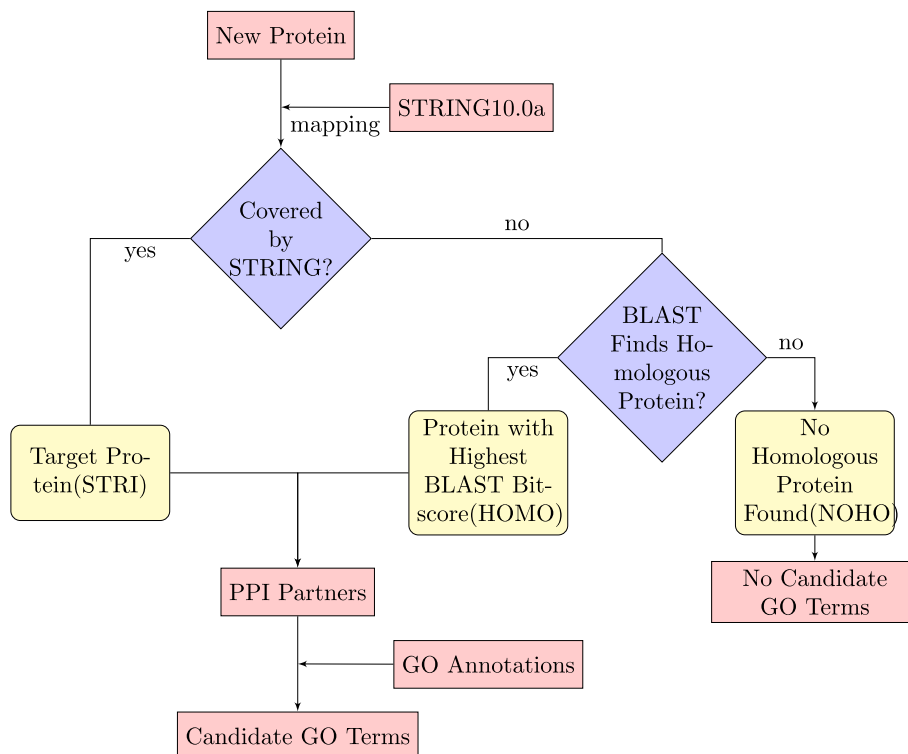 New Protein
STRING10.0a
mapping
Covered
by
STRING?
yes
no
BLAST
Finds Ho-
mologous
Protein?
yes
no
Target Pro-
tein(STRI)
Protein with
Highest
BLAST Bit-
score(HOMO)
No
Homologous
Protein
Found(NOHO)
PPI Partners
No Candidate
GO Terms
GO Annotations
Candidate GO Terms